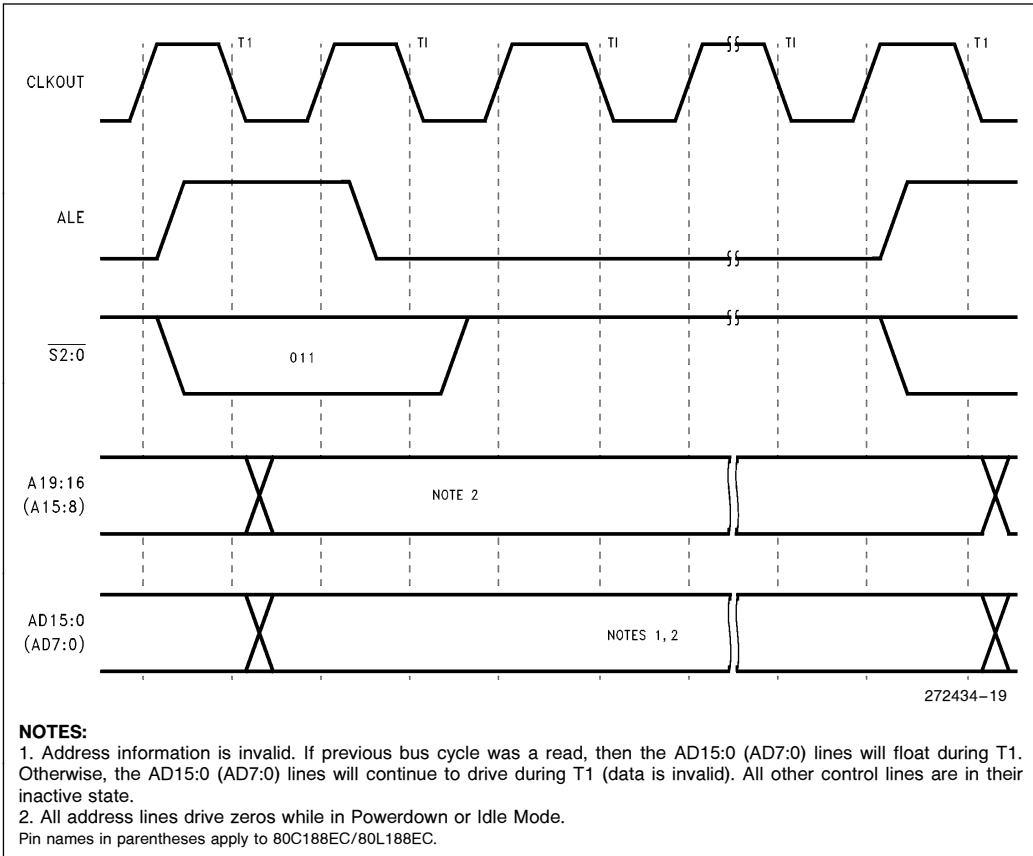 T1 TI TI TI T1
CLKOUT
ALE
S2:0
011
A19:16
(A15:8)
NOTE 2
AD15:0
(AD7:0)
NOTES 1,2
272434–19
NOTES:
1. Address information is invalid. If previous bus cycle was a read, then the AD15:0 (AD7:0) lines will float during T1.
Otherwise, the AD15:0 (AD7:0) lines will continue to drive during T1 (data is invalid). All other control lines are in their
inactive state.
2. All address lines drive zeros while in Powerdown or Idle Mode.
Pin names in parentheses apply to 80C188EC/80L188EC.